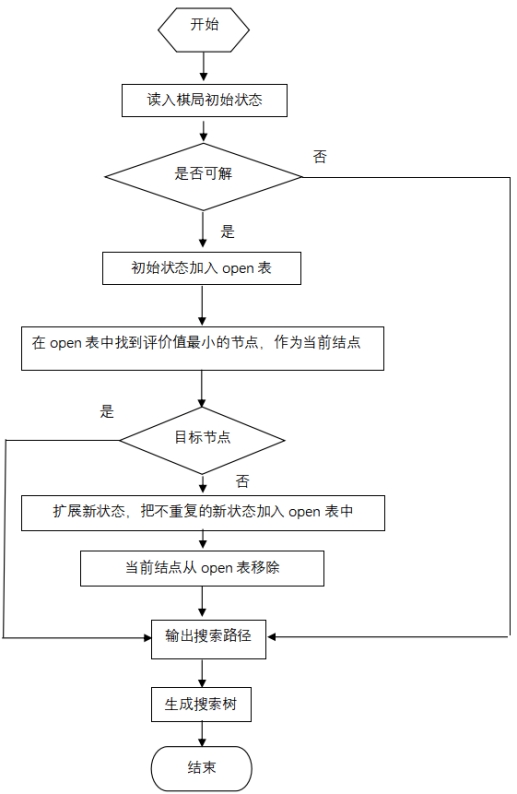 开始
读入棋局初始状态
是否可解
否
是
初始状态加入 open 表
在 open 表中找到评价值最小的节点，作为当前结点
是
目标节点
否
扩展新状态，把不重复的新状态加入 open 表中
当前结点从 open 表移除
输出搜索路径
生成搜索树
结束